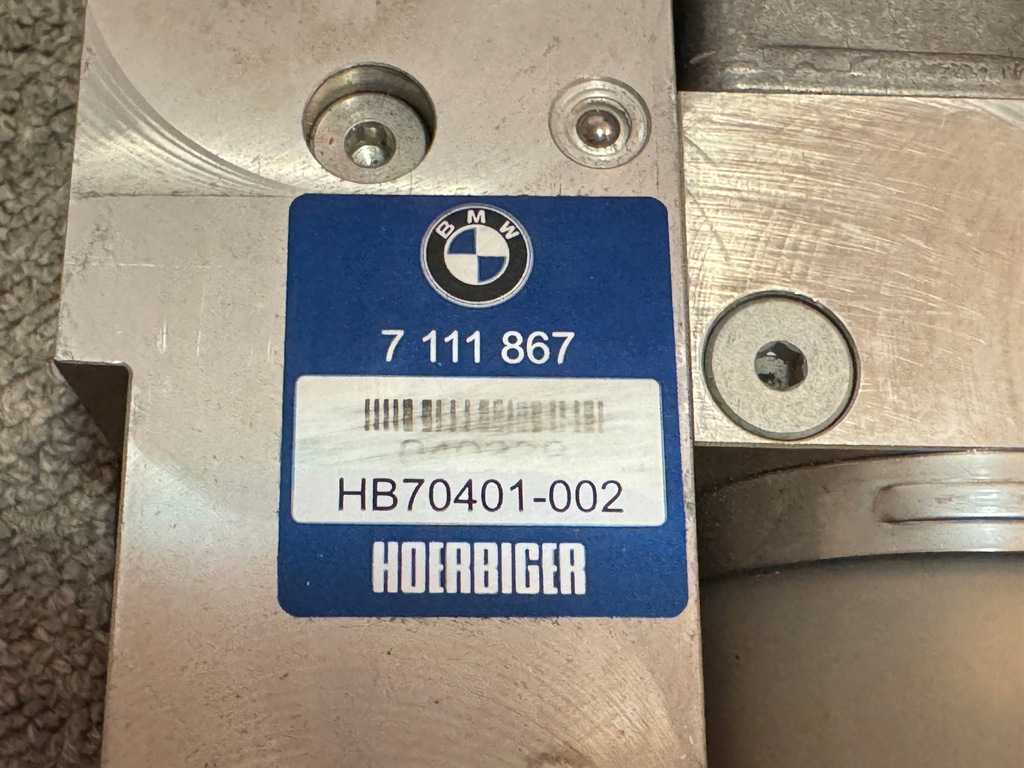 BMW
7 111 867
HB70401-002
HOERBIGER